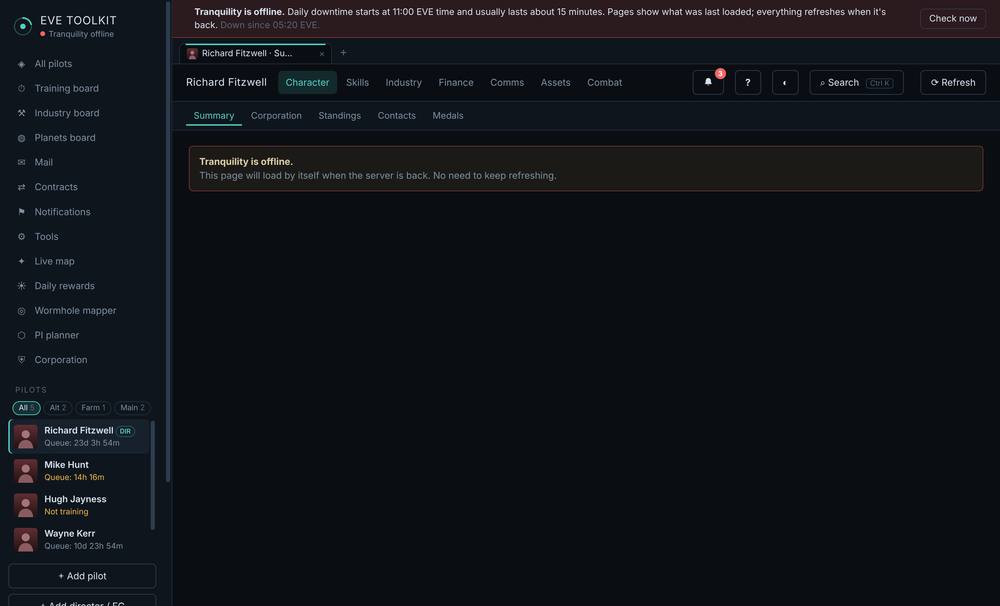 EVE TOOLKIT
Tranquility offline
All pilots
Training board
Industry board
Planets board
Mail
Contracts
Notifications
Tools
Live map
Daily rewards
Wormhole mapper
PI planner
Corporation
PILOTS
All 5 Alt 2 Farm 1 Main 2
Richard Fitzwell DIR
Queue: 23d 3h 54m
Mike Hunt
Queue: 14h 16m
Hugh Jayness
Not training
Wayne Kerr
Queue: 10d 23h 54m
+ Add pilot
+ Add director / FC
Tranquility is offline. Daily downtime starts at 11:00 EVE time and usually lasts about 15 minutes. Pages show what was last loaded; everything refreshes when it's
back. Down since 05:20 EVE.
Check now
Richard Fitzwell · Su... × +
Richard Fitzwell Character Skills Industry Finance Comms Assets Combat 3 ? Search Ctrl K Refresh
Summary Corporation Standings Contacts Medals
Tranquility is offline.
This page will load by itself when the server is back. No need to keep refreshing.